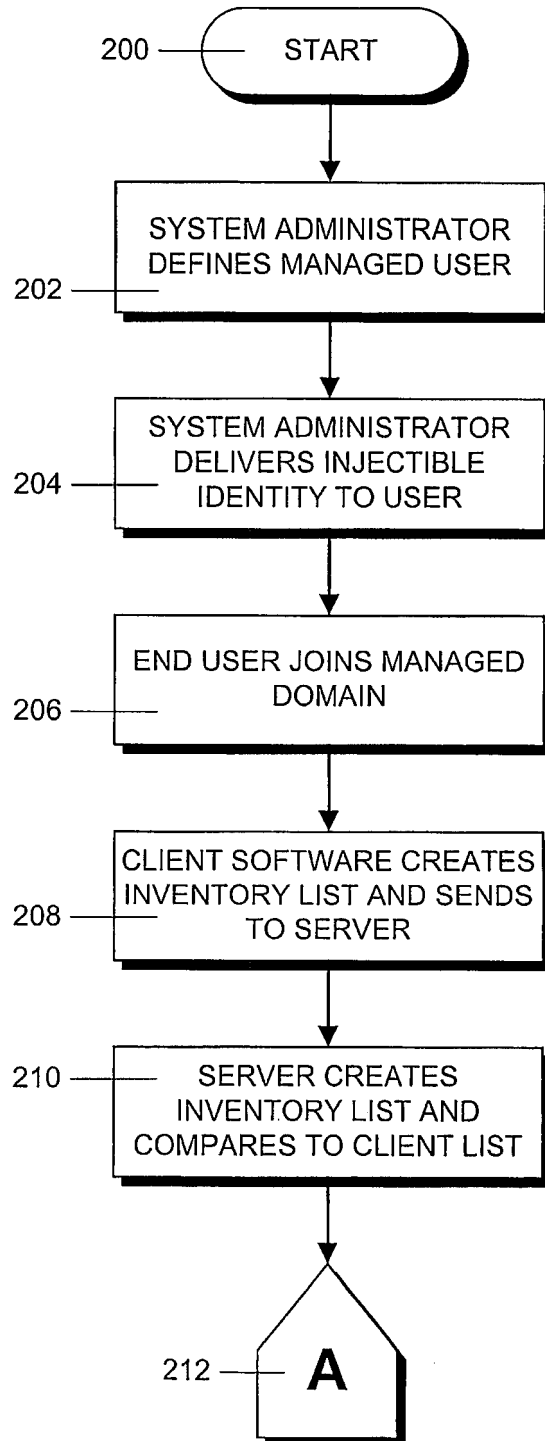 200
START
SYSTEM ADMINISTRATOR
DEFINES MANAGED USER
202
SYSTEM ADMINISTRATOR
DELIVERS INJECTIBLE
204
IDENTITY TO USER
END USER JOINS MANAGED
DOMAIN
206
CLIENT SOFTWARE CREATES
INVENTORY LIST AND SENDS
208
TO SERVER
210
SERVER CREATES
INVENTORY LIST AND
COMPARES TO CLIENT LIST
212
A